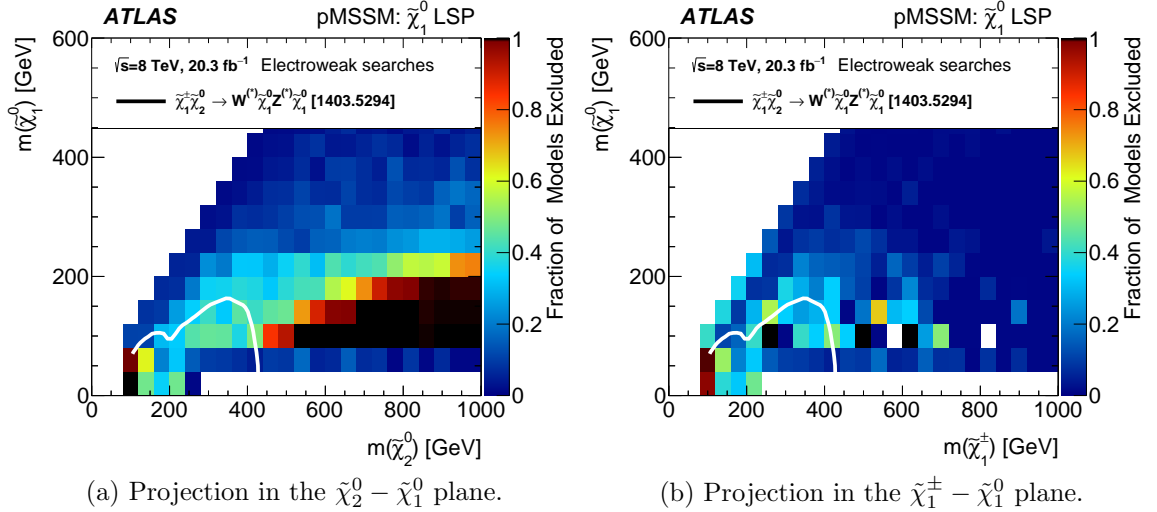 ATLAS pMSSM: χ̃₁⁰ LSP
√s=8 TeV, 20.3 fb⁻¹ Electroweak searches
χ̃₁±χ̃₂⁰ → W⁽*⁾χ̃₁⁰Z⁽*⁾χ̃₁⁰ [1403.5294]
m(χ̃₁⁰) [GeV]
600
400
200
0
0 200 400 600 800 1000
m(χ̃₂⁰) [GeV]
1
0.8
0.6
0.4
0.2
0
Fraction of Models Excluded
(a) Projection in the χ̃₂⁰ − χ̃₁⁰ plane.
ATLAS pMSSM: χ̃₁⁰ LSP
√s=8 TeV, 20.3 fb⁻¹ Electroweak searches
χ̃₁±χ̃₂⁰ → W⁽*⁾χ̃₁⁰Z⁽*⁾χ̃₁⁰ [1403.5294]
m(χ̃₁⁰) [GeV]
600
400
200
0
0 200 400 600 800 1000
m(χ̃₁±) [GeV]
1
0.8
0.6
0.4
0.2
0
Fraction of Models Excluded
(b) Projection in the χ̃₁± − χ̃₁⁰ plane.